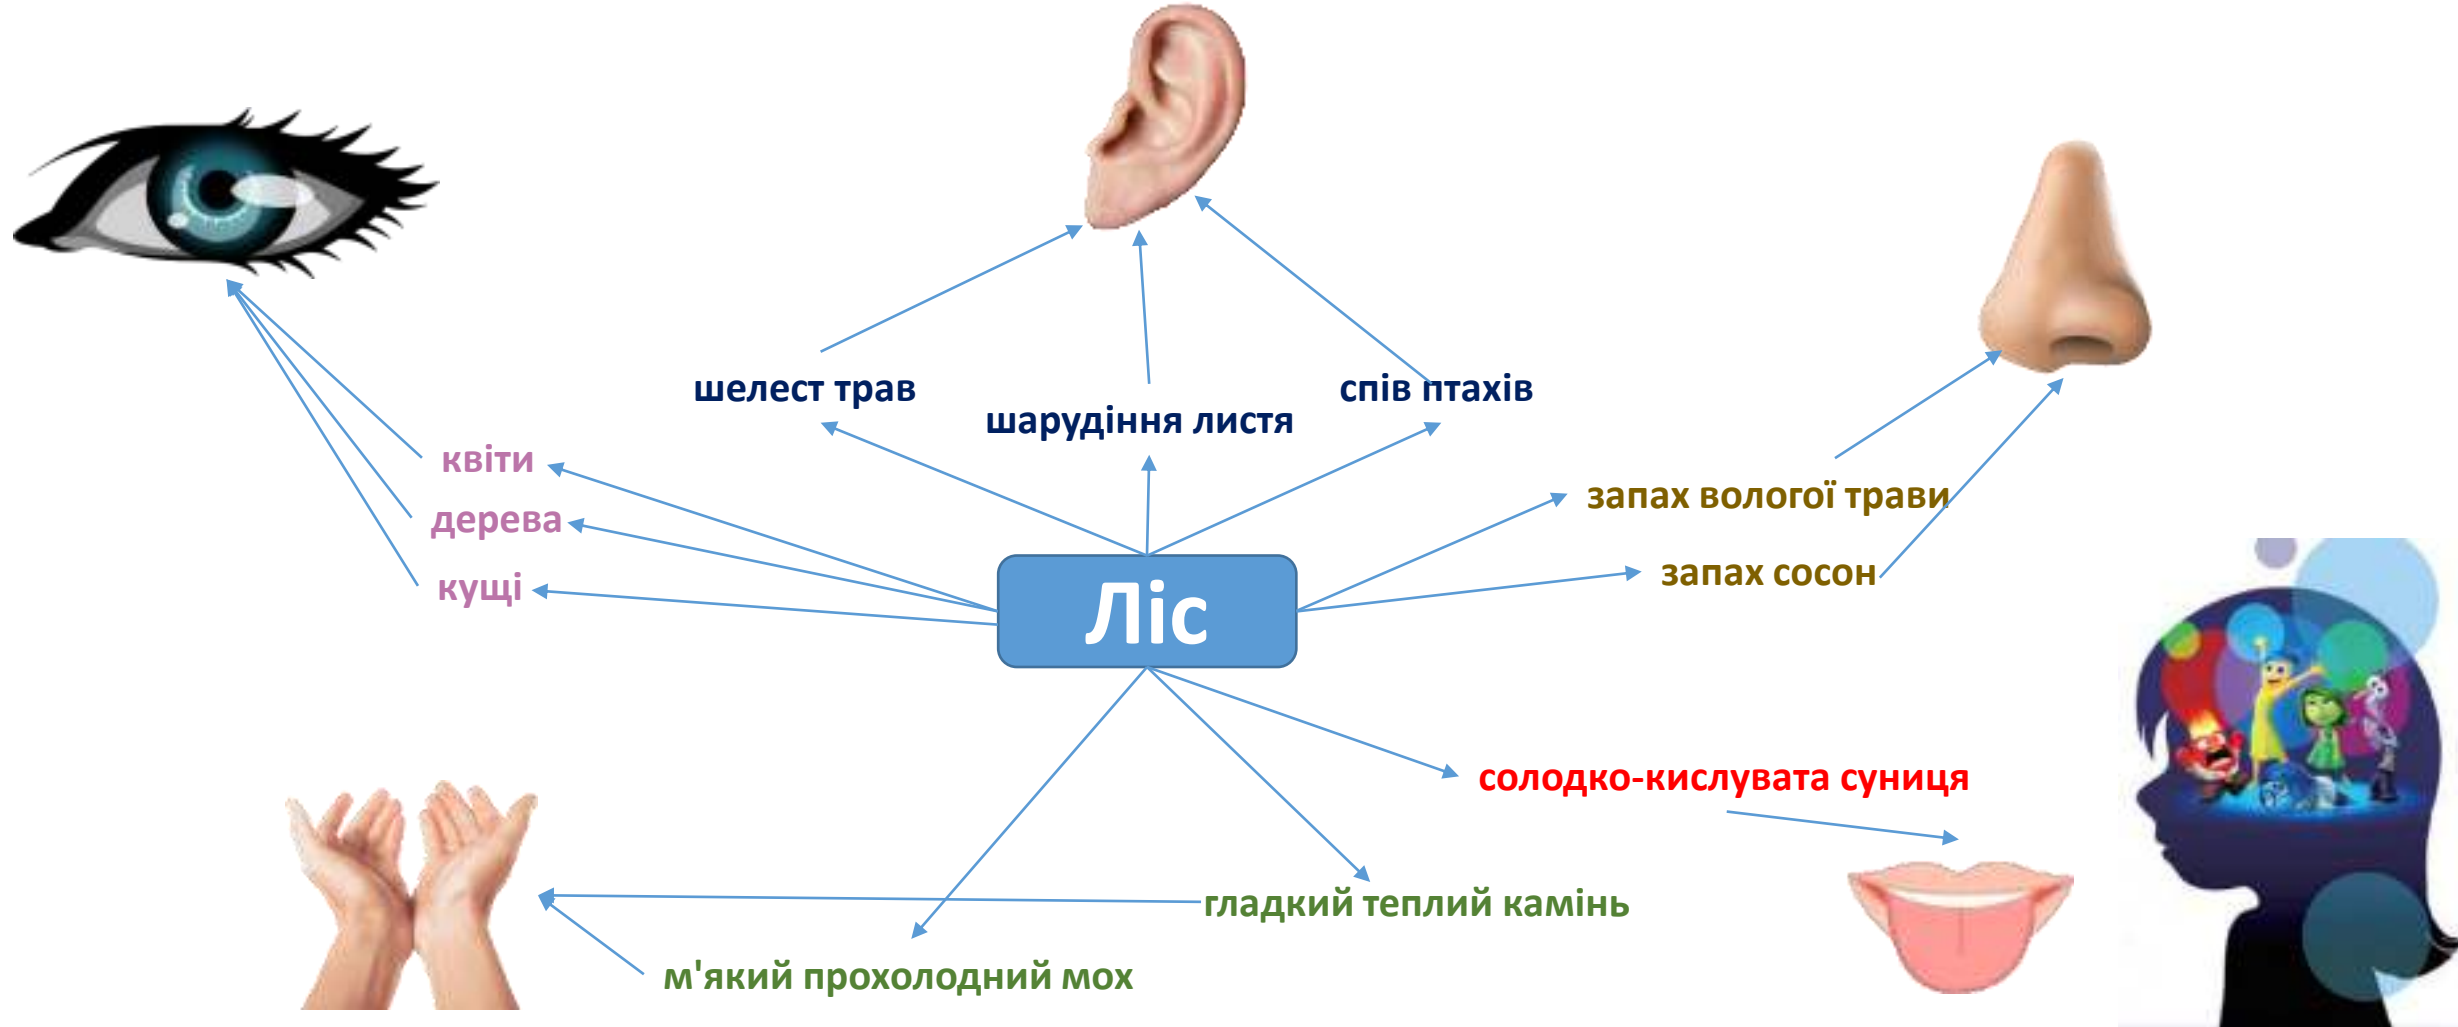 шелест трав
шарудіння листя
спів птахів
квіти
дерева
кущі
запах вологої трави
запах сосон
Ліс
солодко-кислувата суниця
гладкий теплий камінь
м'який прохолодний мох